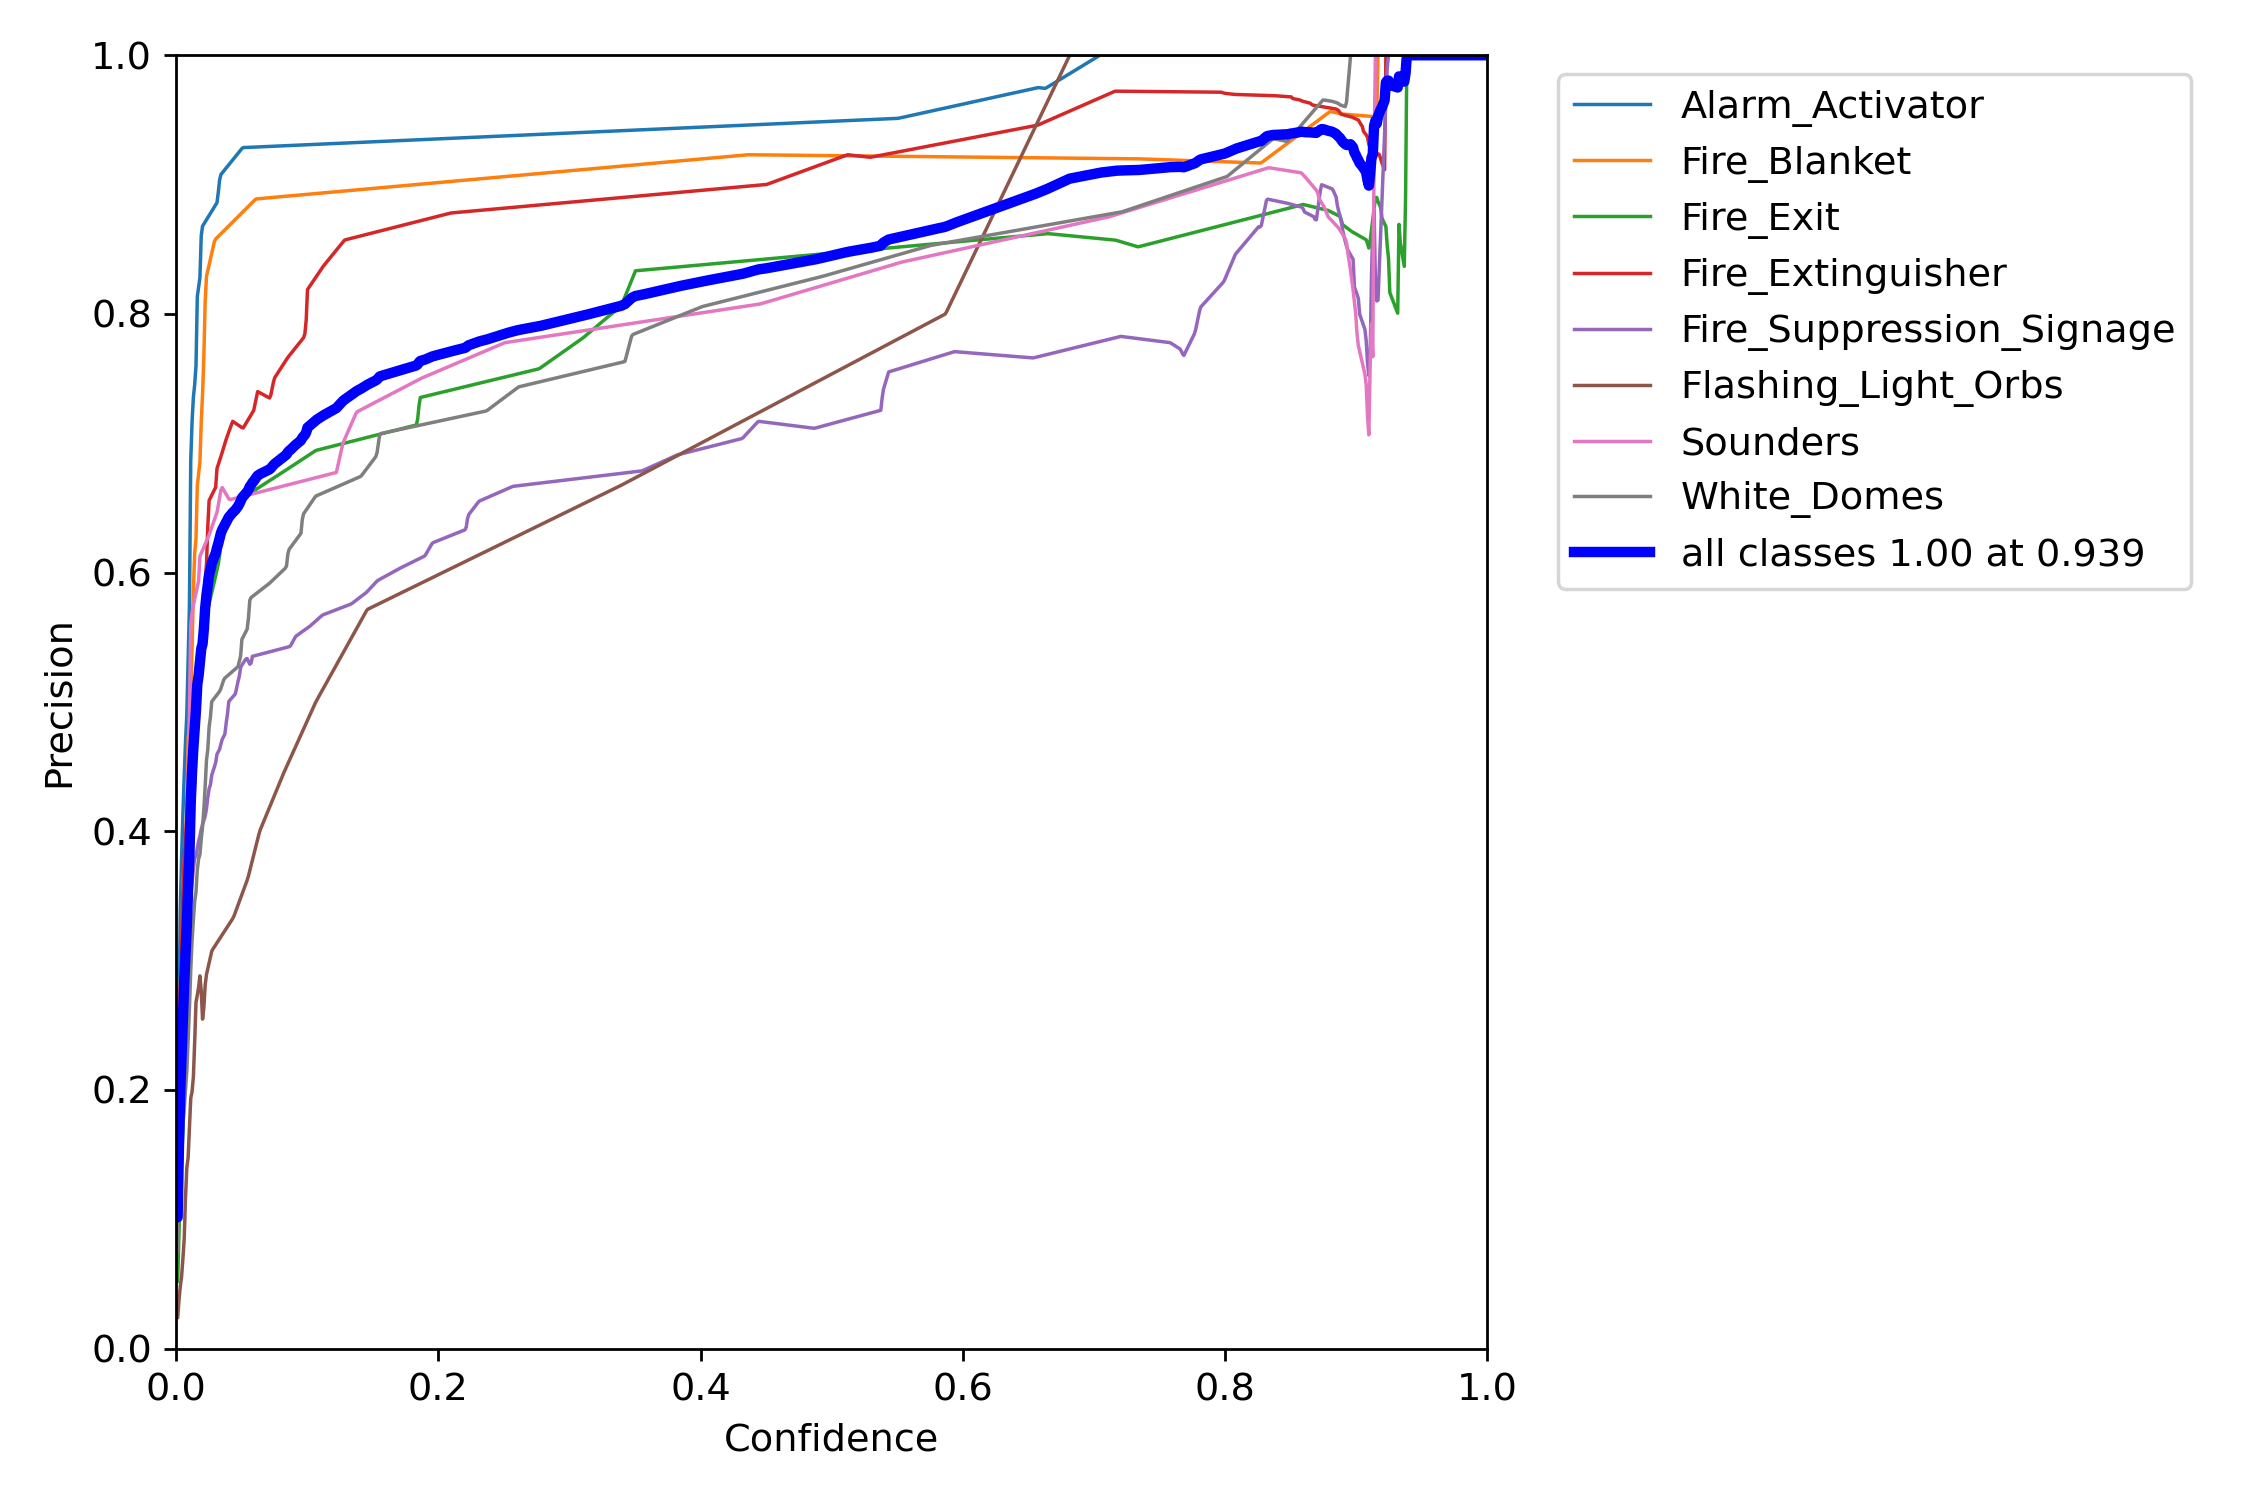 1.0
0.8
0.6
0.4
0.2
0.0
Precision
0.0 0.2 0.4 0.6 0.8 1.0
Confidence
Alarm_Activator
Fire_Blanket
Fire_Exit
Fire_Extinguisher
Fire_Suppression_Signage
Flashing_Light_Orbs
Sounders
White_Domes
all classes 1.00 at 0.939